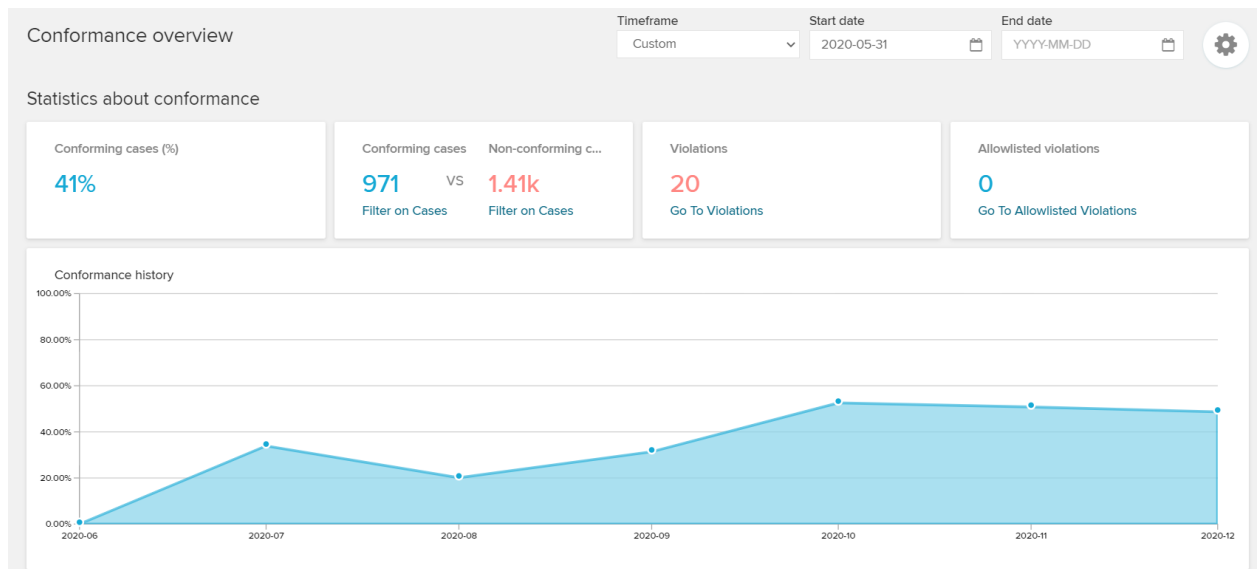 Conformance overview
Timeframe
Custom
Start date
2020-05-31
End date
YYYY-MM-DD
Statistics about conformance
Conforming cases (%)
41%
Conforming cases
971
Filter on Cases
VS
Non-conforming c...
1.41k
Filter on Cases
Violations
20
Go To Violations
Allowlisted violations
0
Go To Allowlisted Violations
Conformance history
100.00%
80.00%
60.00%
40.00%
20.00%
0.00%
2020-06 2020-07 2020-08 2020-09 2020-10 2020-11 2020-12